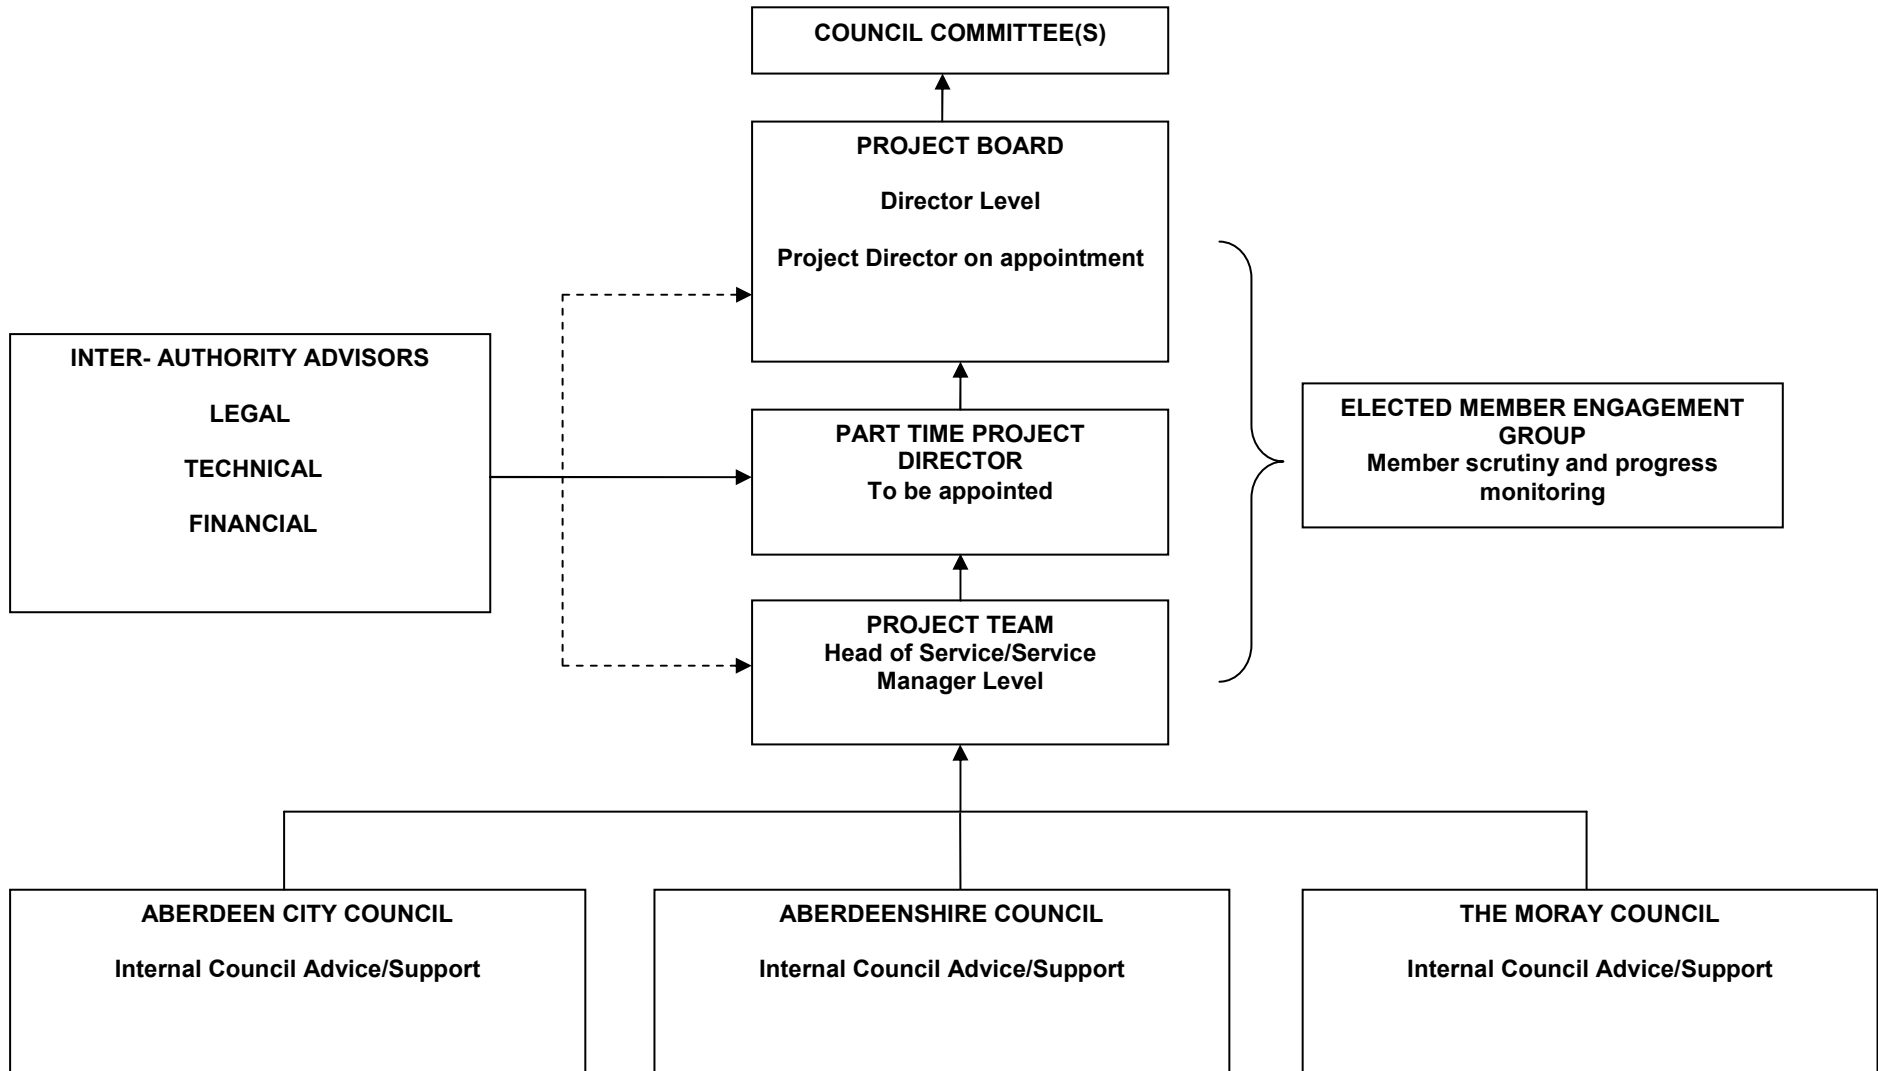 COUNCIL COMMITTEE(S)
PROJECT BOARD
Director Level
Project Director on appointment
INTER- AUTHORITY ADVISORS
LEGAL
TECHNICAL
FINANCIAL
PART TIME PROJECT
DIRECTOR
To be appointed
ELECTED MEMBER ENGAGEMENT
GROUP
Member scrutiny and progress
monitoring
PROJECT TEAM
Head of Service/Service
Manager Level
ABERDEEN CITY COUNCIL
Internal Council Advice/Support
ABERDEENSHIRE COUNCIL
Internal Council Advice/Support
THE MORAY COUNCIL
Internal Council Advice/Support